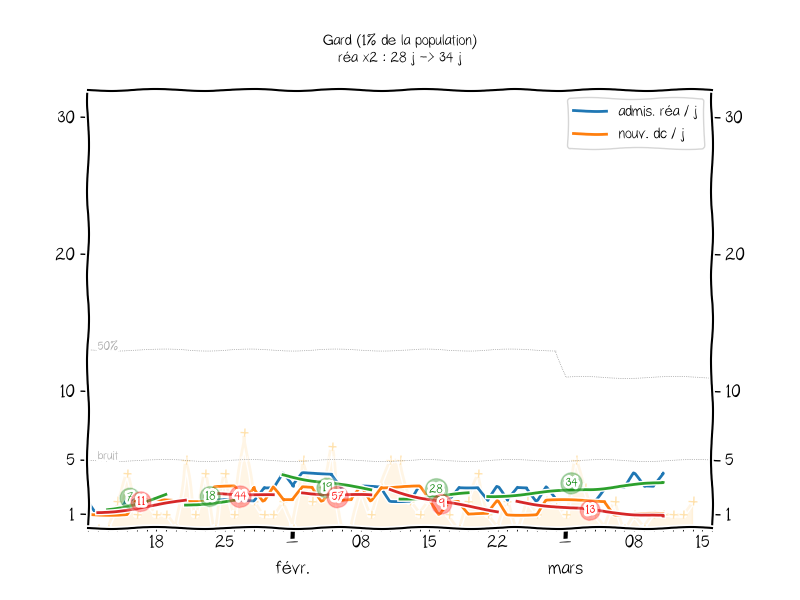 Gard (1% de la population)
réa x2 : 28 j -> 34 j
admis. réa / j
nouv. dc / j
30 30
20 20
50%
10 10
bruit
5 5
34
28
19
7 11 18 44 57
9 13
1 1
18 25 08 15 22 08 15
févr. mars